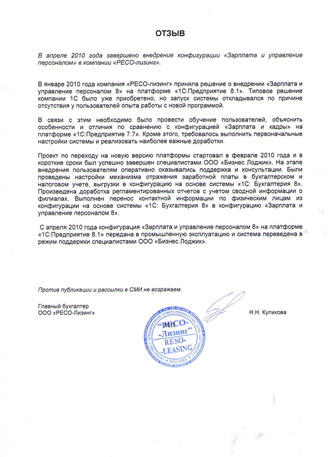 ОТЗЫВ
В апреле 2010 года завершено внедрение конфигурации «Зарплата и управление
персоналом» в компании «РЕСО-лизинг».
В январе 2010 года компания «РЕСО-лизинг» приняла решение о внедрении «Зарплата и
управление персоналом 8» на платформе «1С:Предприятие 8.1». Типовое решение
компании 1С было уже приобретено, но запуск системы откладывался по причине
отсутствия у пользователей опыта работы с новой программой.
В связи с этим необходимо было провести обучение пользователей, объяснить
особенности и отличия по сравнению с конфигурацией «Зарплата и кадры» на
платформе «1С:Предприятие 7.7». Кроме этого, требовалось выполнить первоначальные
настройки системы и реализовать наиболее важные доработки.
Проект по переходу на новую версию платформы стартовал в феврале 2010 года и в
короткие сроки был успешно завершен специалистами ООО «Бизнес Лоджик». На этапе
внедрения пользователям оперативно оказывались поддержка и консультации. Были
проведены настройки механизма отражения заработной платы в бухгалтерском и
налоговом учете, выгрузки в конфигурацию на основе системы «1С: Бухгалтерия 8».
Произведена доработка регламентированных отчетов с учетом сводной информации о
филиалах. Выполнен перенос контактной информации по физическим лицам из
конфигурации на основе системы «1С: Бухгалтерия 8» в конфигурацию «Зарплата и
управление персоналом 8».
С апреля 2010 года конфигурация «Зарплата и управление персоналом 8» на платформе
«1С:Предприятие 8.1» передана в промышленную эксплуатацию и система переведена в
режим поддержки специалистами ООО «Бизнес Лоджик».
Против публикации и рассылки в СМИ не возражаем.
Главный бухгалтер
ООО «РЕСО-Лизинг»
Н.Н. Куликова
"РЕСО-
Лизинг"
RESO-
LEASING